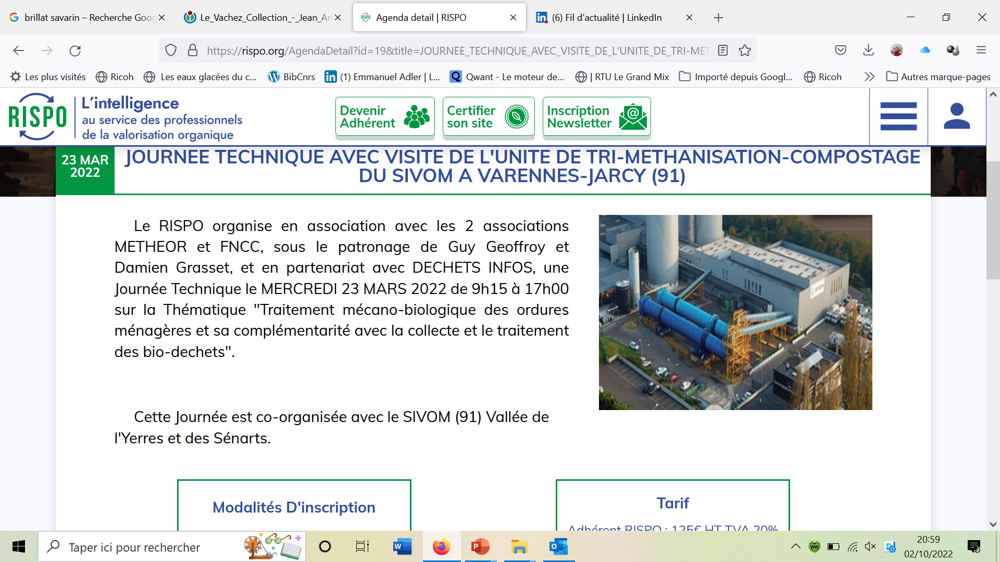 brillat savarin – Recherche Goog
Le_Vachez_Collection_-_Jean_An
Agenda detail | RISPO
(6) Fil d’actualité | LinkedIn
https://rispo.org/AgendaDetail?id=19&title=JOURNEE_TECHNIQUE_AVEC_VISITE_DE_L'UNITE_DE_TRI-MET
Les plus visités
Ricoh
Les eaux glacées du c...
BibCnrs
(1) Emmanuel Adler | L...
Qwant - Le moteur de...
| RTU Le Grand Mix
Importé depuis Googl...
Ricoh
Autres marque-pages
RISPO
L'intelligence
au service des professionnels
de la valorisation organique
Devenir
Adhérent
Certifier
son site
Inscription
Newsletter
23 MAR
2022
JOURNEE TECHNIQUE AVEC VISITE DE L'UNITE DE TRI-METHANISATION-COMPOSTAGE
DU SIVOM A VARENNES-JARCY (91)
Le RISPO organise en association avec les 2 associations
METHEOR et FNCC, sous le patronage de Guy Geoffroy et
Damien Grasset, et en partenariat avec DECHETS INFOS, une
Journée Technique le MERCREDI 23 MARS 2022 de 9h15 à 17h00
sur la Thématique "Traitement mécano-biologique des ordures
ménagères et sa complémentarité avec la collecte et le traitement
des bio-dechets".
SIVOM
Cette Journée est co-organisée avec le SIVOM (91) Vallée de
l'Yerres et des Sénarts.
Modalités D'inscription
Tarif
Adhérent RISPO : 125€ HT TVA 20%
Taper ici pour rechercher
20:59
02/10/2022